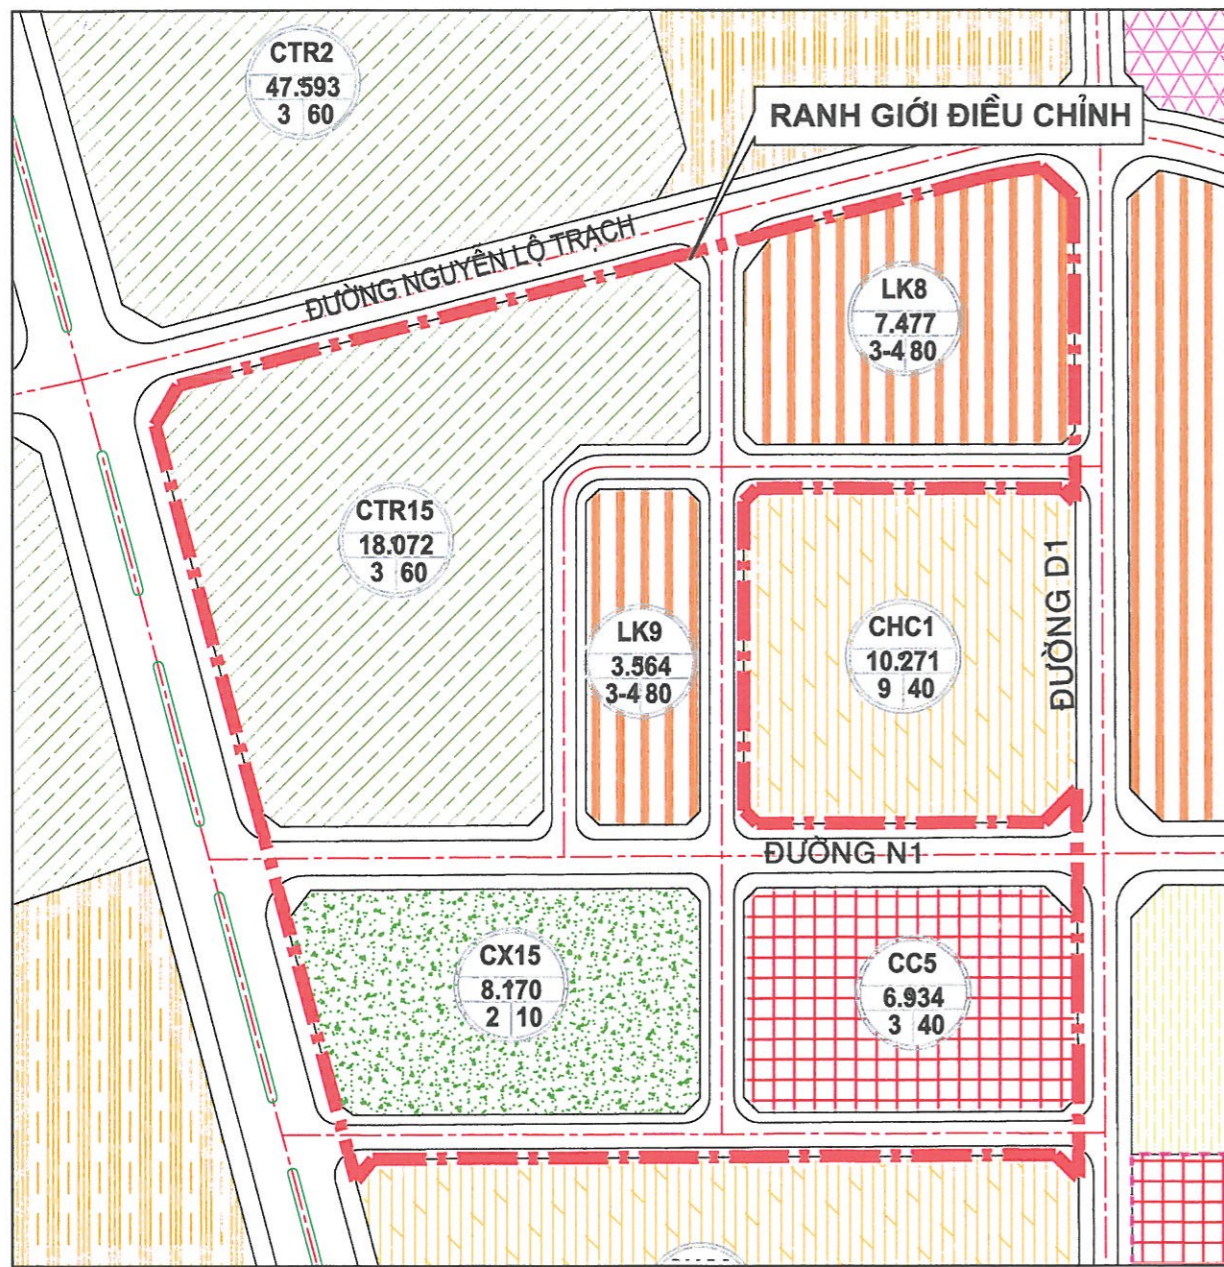 CTR2
47.593
3 60
RANH GIỚI ĐIỀU CHỈNH
ĐƯỜNG NGUYỄN LỘ TRẠCH
LK8
7.477
3-4 80
CTR15
18.072
3 60
LK9
3.564
3-4 80
CHC1
10.271
9 40
ĐƯỜNG D1
ĐƯỜNG N1
CX15
8.170
2 10
CC5
6.934
3 40